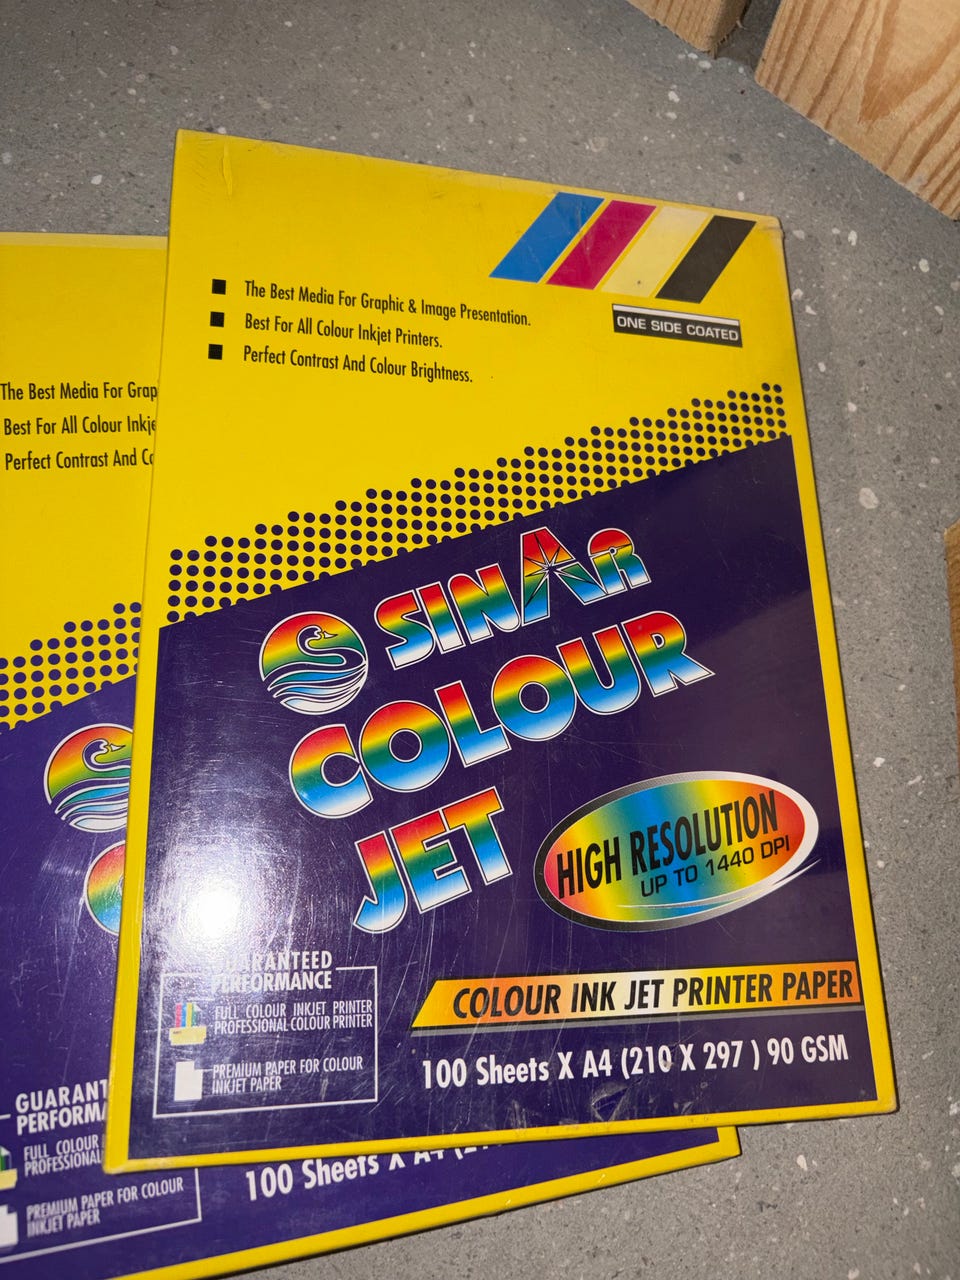 The Best Media For Graphic & Image Presentation.
Best For All Colour Inkjet Printers.
Perfect Contrast And Colour Brightness.
ONE SIDE COATED
SINAR
COLOUR
JET
HIGH RESOLUTION
UP TO 1440 DPI
GUARANTEED
PERFORMANCE
FULL COLOUR INKJET PRINTER
PROFESSIONAL COLOUR PRINTER
PREMIUM PAPER FOR COLOUR
INKJET PAPER
COLOUR INK JET PRINTER PAPER
100 Sheets X A4 (210 X 297 ) 90 GSM
The Best Media For Grap
Best For All Colour Inkje
Perfect Contrast And Co
GUARANT
PERFORMA
FULL COLOUR
PROFESSIONAL
PREMIUM PAPER FOR COLOUR
INKJET PAPER
100 Sheets X A4